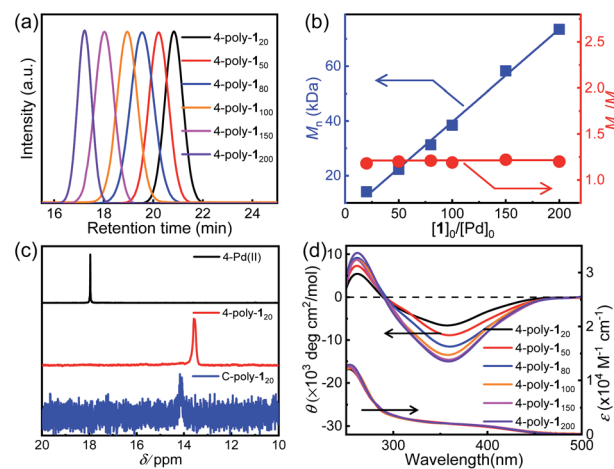 (a)
Intensity (a.u.)
4-poly-1₂₀
4-poly-1₅₀
4-poly-1₈₀
4-poly-1₁₀₀
4-poly-1₁₅₀
4-poly-1₂₀₀
16 18 20 22 24
Retention time (min)
(b)
Mn (kDa)
80
60
40
20
2.5
2.0
1.5
1.2
0 50 100 150 200
[1]₀/[Pd]₀
(c)
4-Pd(II)
4-poly-1₂₀
C-poly-1₂₀
20 18 16 14 12 10
δ/ppm
(d)
θ (×10³ deg cm²/mol)
10
0
-10
-20
-30
4-poly-1₂₀
4-poly-1₅₀
4-poly-1₈₀
4-poly-1₁₀₀
4-poly-1₁₅₀
4-poly-1₂₀₀
3
2
1
0
ε (×10⁴ M⁻¹ cm⁻¹)
300 400 500
Wavelength(nm)